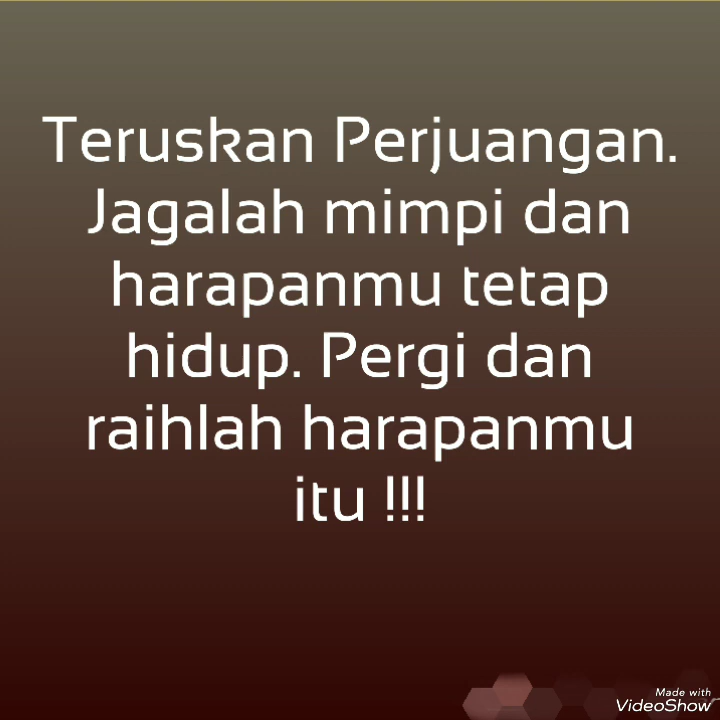 Teruskan Perjuangan.
Jagalah mimpi dan
harapanmu tetap
hidup. Pergi dan
raihlah harapanmu
itu !!!
Made with
VideoShow